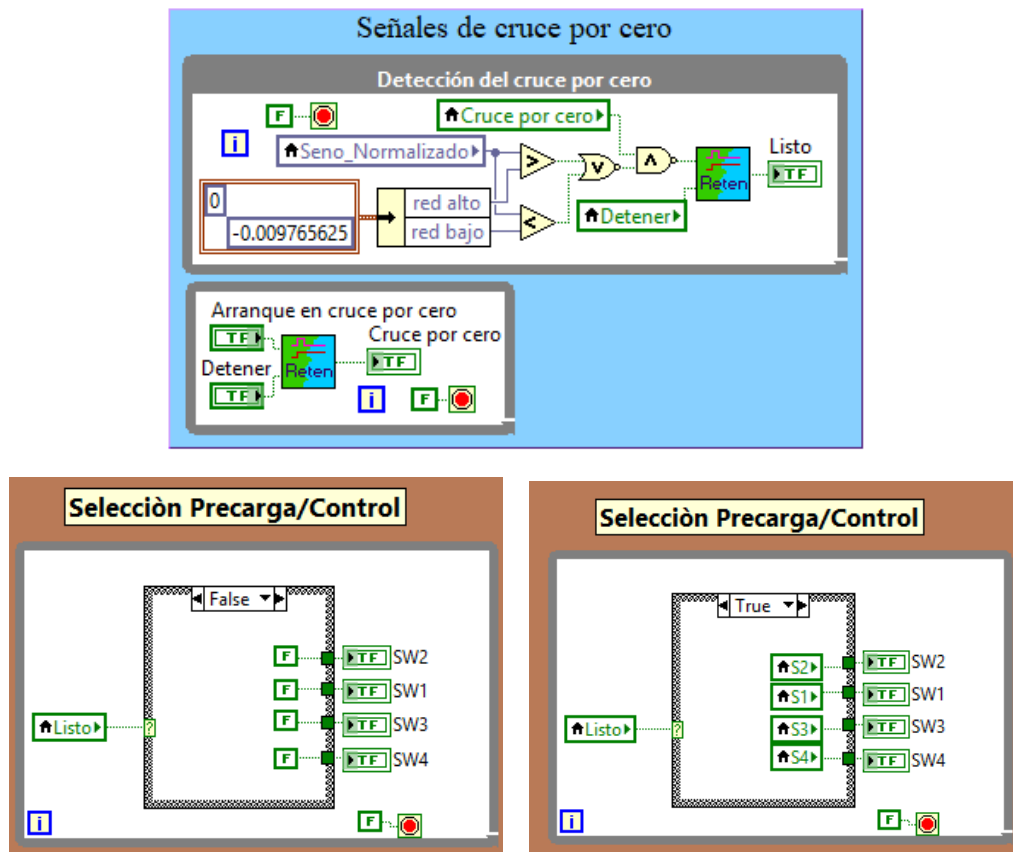 Señales de cruce por cero
Detección del cruce por cero
F
Cruce por cero
i
Seno_Normalizado
>
V
Λ
Listo
TF
Reten
0
-0.009765625
red alto
red bajo
<
Detener
Arranque en cruce por cero
TF
Cruce por cero
TF
Detener
Reten
TF
i
F
Selecciòn Precarga/Control
False
F
TF SW2
F
TF SW1
F
TF SW3
F
TF SW4
Listo
?
i
F
Selecciòn Precarga/Control
True
S2
TF SW2
S1
TF SW1
S3
TF SW3
S4
TF SW4
Listo
?
i
F